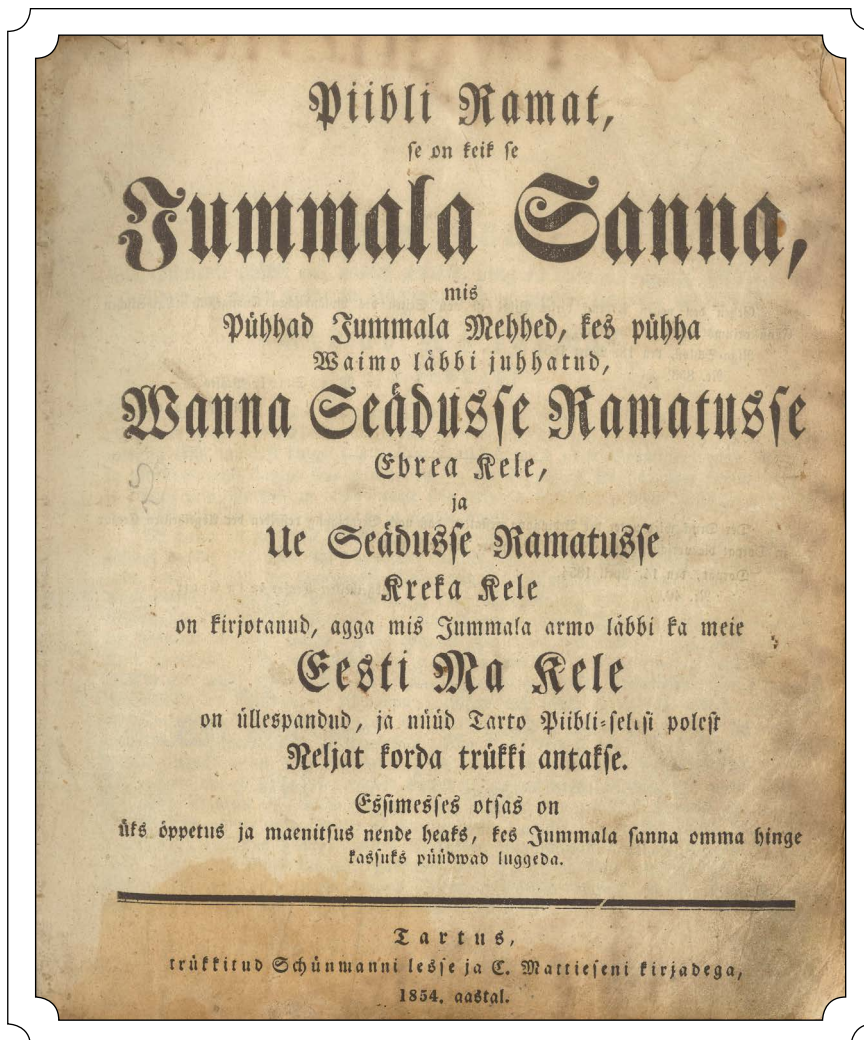 Piibli Ramat,
se on keik se
Jummala Sanna,
mis
Pühhad Jummala Mehhed, kes pühha
Waimo läbbi juhhatud,
Wanna Seädusse Ramatusse
Ebrea Kele,
ja
Ue Seädusse Ramatusse
Kreka Kele
on kirjotanud, agga mis Jummala armo läbbi ka meie
Eesti Ma Kele
on üllespandud, ja nüüd Tarto Piibli-selsi polest
Neljat korda trükki antakse.
Essimesses otsas on
üks öppetus ja maenitsus nende heaks, kes Jummala sanna omma hinge
kassuks püüdwad luggeda.
Tartus,
trükkitud Schünmanni lesse ja C. Mattieseni kirjadega,
1854. aastal.